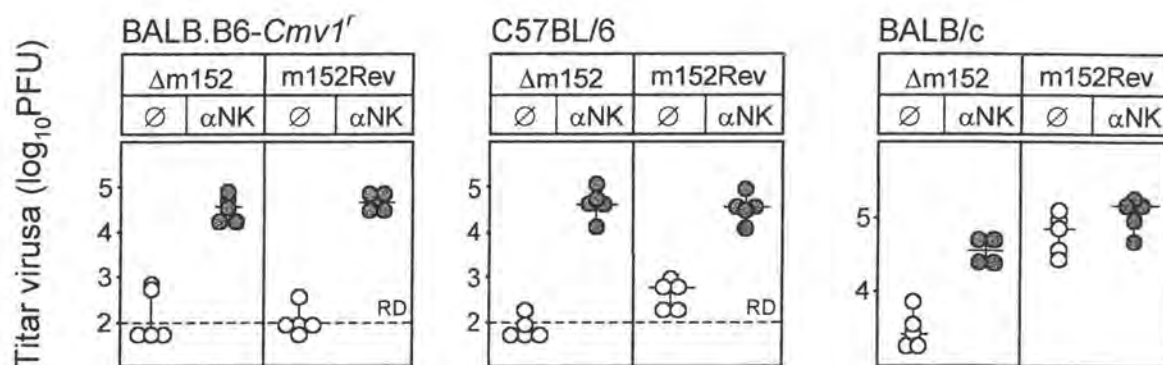 BALB.B6-Cmv1ʳ
C57BL/6
BALB/c
Δm152 m152Rev
Δm152 m152Rev
Δm152 m152Rev
∅ αNK ∅ αNK
∅ αNK ∅ αNK
∅ αNK ∅ αNK
Titar virusa (log₁₀PFU)
5
4
3
2
RD
5
4
3
2
RD
5
4